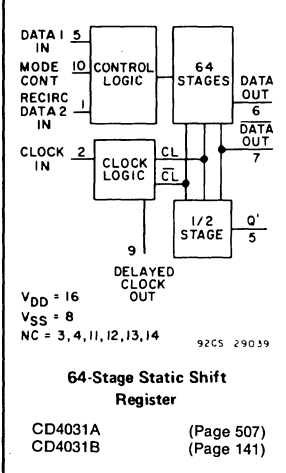 DATA 1 5
IN
MODE 10
CONT
RECIRC
DATA 2 1
IN
CONTROL
LOGIC
64
STAGES
DATA
OUT
6
DATA
OUT
7
CLOCK 2
IN
CLOCK
LOGIC
CL
CL
1/2
STAGE
Q'
5
9
DELAYED
CLOCK
OUT
VDD = 16
VSS = 8
NC = 3,4,11,12,13,14
92CS 29039
64-Stage Static Shift
Register
CD4031A (Page 507)
CD4031B (Page 141)